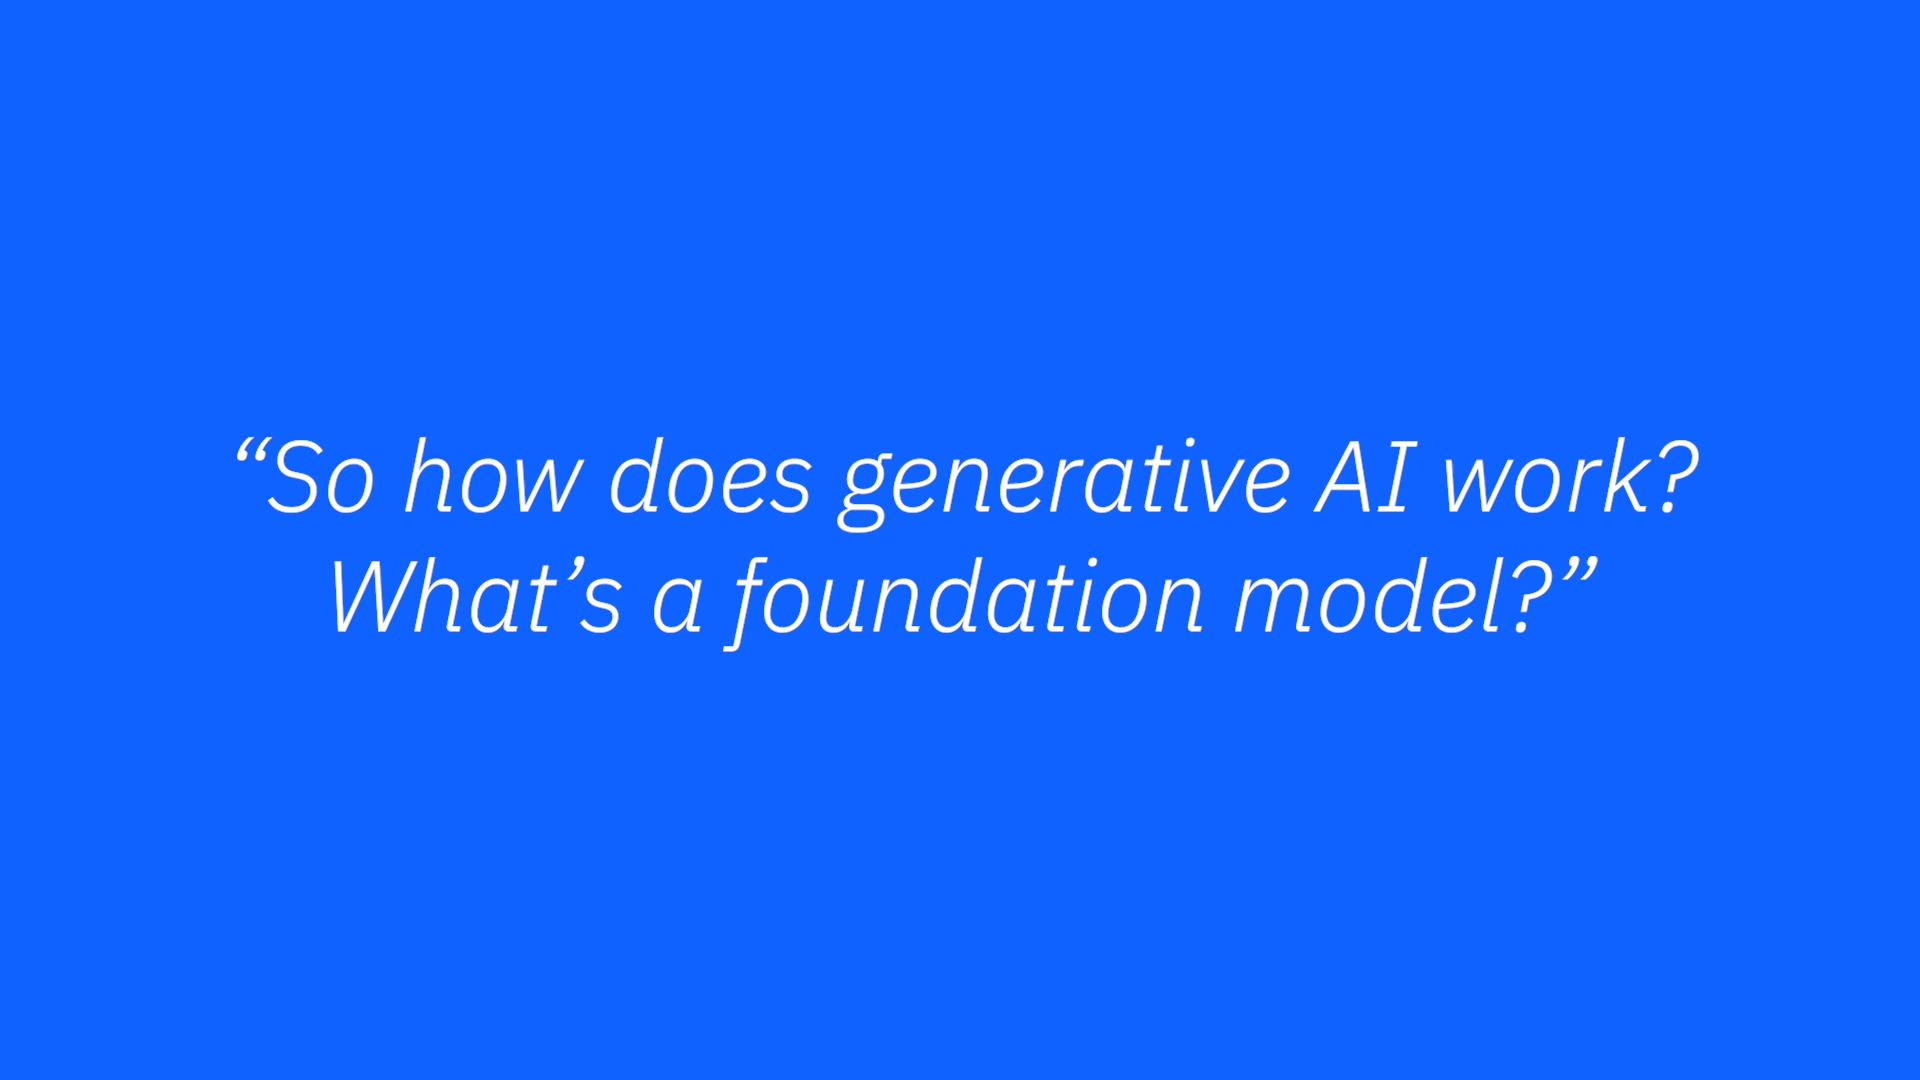 “So how does generative AI work?
What’s a foundation model?”